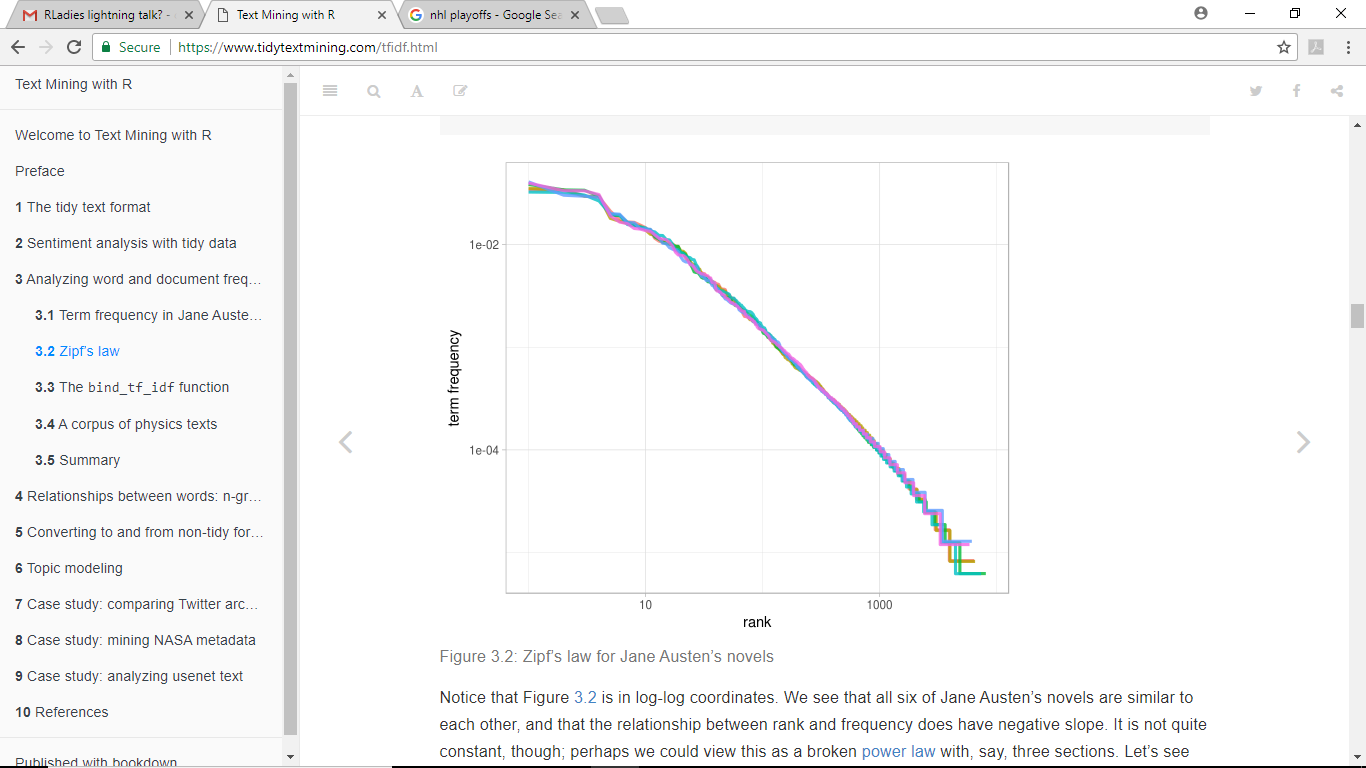 RLadies lightning talk? -
Text Mining with R
nhl playoffs - Google Sea
Secure
https://www.tidytextmining.com/tfidf.html
Text Mining with R
Welcome to Text Mining with R
Preface
1 The tidy text format
2 Sentiment analysis with tidy data
3 Analyzing word and document freq...
3.1 Term frequency in Jane Auste...
3.2 Zipf's law
3.3 The bind_tf_idf function
3.4 A corpus of physics texts
3.5 Summary
4 Relationships between words: n-gr...
5 Converting to and from non-tidy for...
6 Topic modeling
7 Case study: comparing Twitter arc...
8 Case study: mining NASA metadata
9 Case study: analyzing usenet text
10 References
Published with bookdown
A
1e-02
1e-04
term frequency
10
1000
rank
Figure 3.2: Zipf's law for Jane Austen's novels
Notice that Figure 3.2 is in log-log coordinates. We see that all six of Jane Austen's novels are similar to
each other, and that the relationship between rank and frequency does have negative slope. It is not quite
constant, though; perhaps we could view this as a broken power law with, say, three sections. Let's see